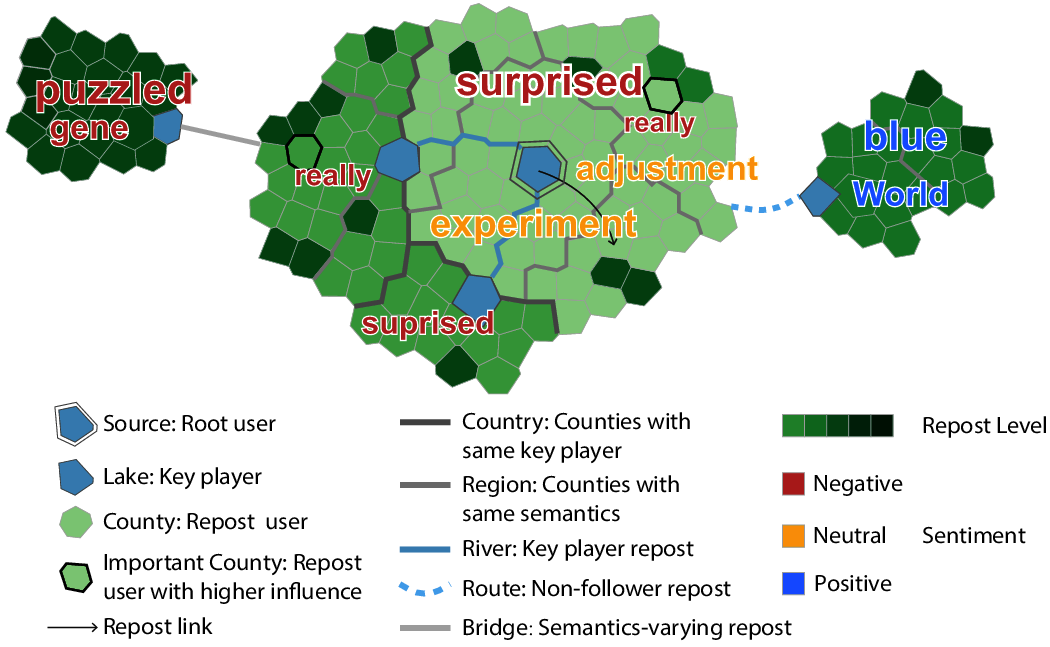 puzzled
gene
surprised
really
really
adjustment
experiment
suprised
blue
World
Source: Root user
Lake: Key player
County: Repost user
Important County: Repost
user with higher influence
Repost link
Country: Counties with
same key player
Region: Counties with
same semantics
River: Key player repost
Route: Non-follower repost
Bridge: Semantics-varying repost
Repost Level
Negative
Neutral
Sentiment
Positive